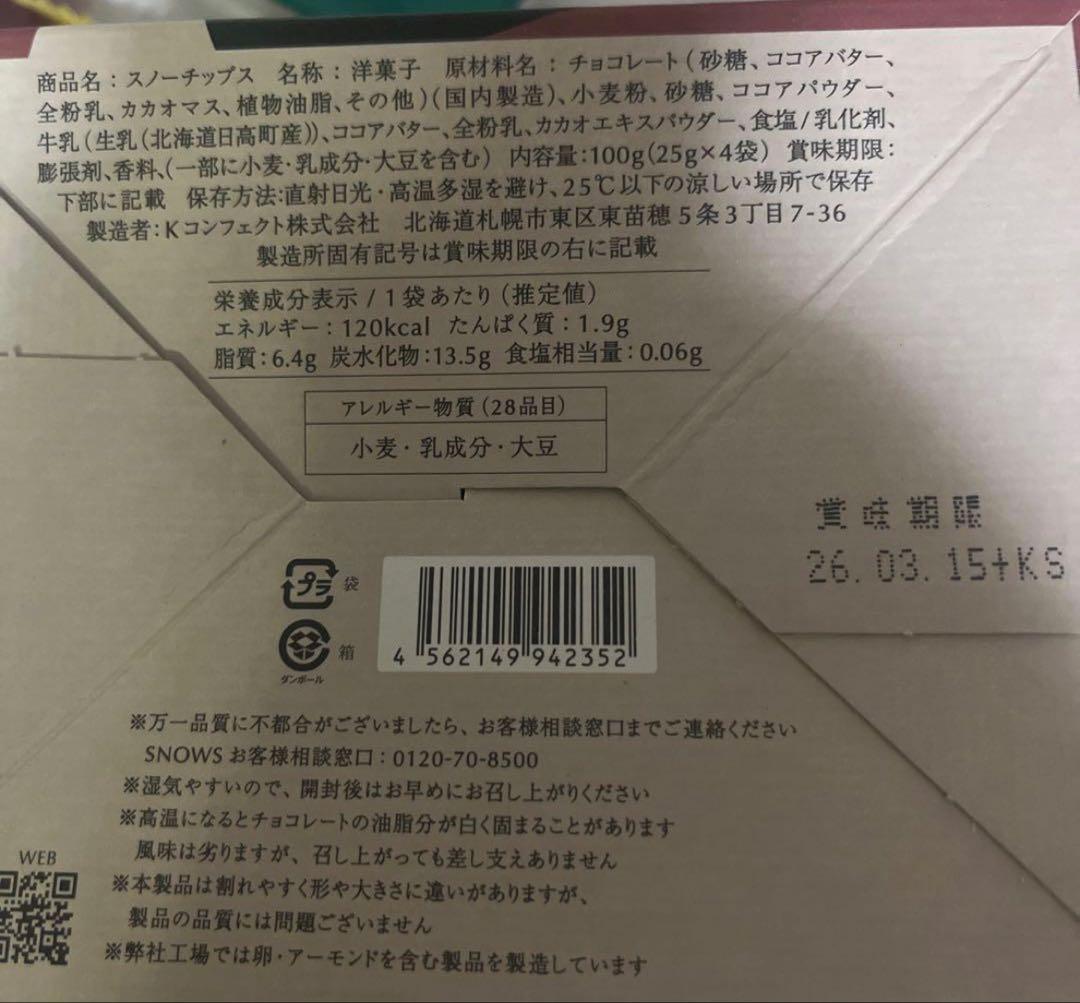 商品名：スノーチップス　名称：洋菓子　原材料名：チョコレート（砂糖、ココアバター、
全粉乳、カカオマス、植物油脂、その他）（国内製造）、小麦粉、砂糖、ココアパウダー、
牛乳（生乳（北海道日高町産））、ココアバター、全粉乳、カカオエキスパウダー、食塩/乳化剤、
膨張剤、香料、（一部に小麦・乳成分・大豆を含む）　内容量：100g（25g×4袋）　賞味期限：
下部に記載　保存方法：直射日光・高温多湿を避け、25℃以下の涼しい場所で保存
製造者：Kコンフェクト株式会社　北海道札幌市東区東苗穂5条3丁目7-36
製造所固有記号は賞味期限の右に記載
栄養成分表示 / 1袋あたり（推定値）
エネルギー：120kcal　たんぱく質：1.9g
脂質：6.4g　炭水化物：13.5g　食塩相当量：0.06g
アレルギー物質（28品目）
小麦・乳成分・大豆
賞味期限
26.03.15+KS
プラ 袋
箱
ダンボール
4 562149 942352
※万一品質に不都合がございましたら、お客様相談窓口までご連絡ください
SNOWSお客様相談窓口：0120-70-8500
※湿気やすいので、開封後はお早めにお召し上がりください
※高温になるとチョコレートの油脂分が白く固まることがあります
風味は劣りますが、召し上がっても差し支えありません
WEB
※本製品は割れやすく形や大きさに違いがありますが、
製品の品質には問題ございません
※弊社工場では卵・アーモンドを含む製品を製造しています